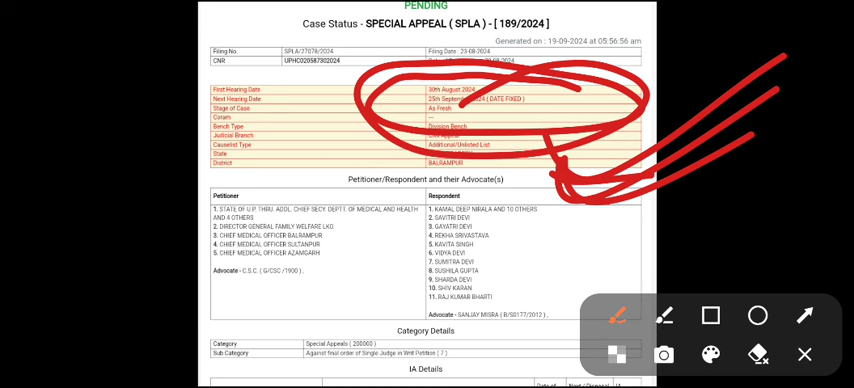 PENDING
Case Status - SPECIAL APPEAL ( SPLA ) - [ 189/2024 ]
Generated on : 19-09-2024 at 05:56:56 am
Filing No. SPLA/27078/2024 Filing Date : 23-08-2024
CNR UPHC020587302024
First Hearing Date 30th August 2024
Next Hearing Date 25th September 2024 ( DATE FIXED )
Stage of Case As Fresh
Coram ---
Bench Type Division Bench
Judicial Branch
Causelist Type Additional/Unlisted List
State
District BALRAMPUR
Petitioner/Respondent and their Advocate(s)
Petitioner Respondent
1. STATE OF U.P. THRU. ADDL. CHIEF SECY. DEPTT. OF MEDICAL AND HEALTH
AND 4 OTHERS
2. DIRECTOR GENERAL FAMILY WELFARE LKO.
3. CHIEF MEDICAL OFFICER BALRAMPUR
4. CHIEF MEDICAL OFFICER SULTANPUR
5. CHIEF MEDICAL OFFICER AZAMGARH
Advocate - C.S.C. ( G/CSC /1900 ) ,
1. KAMAL DEEP NIRALA AND 10 OTHERS
2. SAVITRI DEVI
3. GAYATRI DEVI
4. REKHA SRIVASTAVA
5. KAVITA SINGH
6. VIDYA DEVI
7. SUMITRA DEVI
8. SUSHILA GUPTA
9. SHARDA DEVI
10. SHIV KARAN
11. RAJ KUMAR BHARTI
Advocate - SANJAY MISRA ( B/S0177/2012 ) ,
Category Details
Category Special Appeals ( 200000 )
Sub Category Against final order of Single Judge in Writ Petition ( 7 )
IA Details
Date of Next / Disposal IA